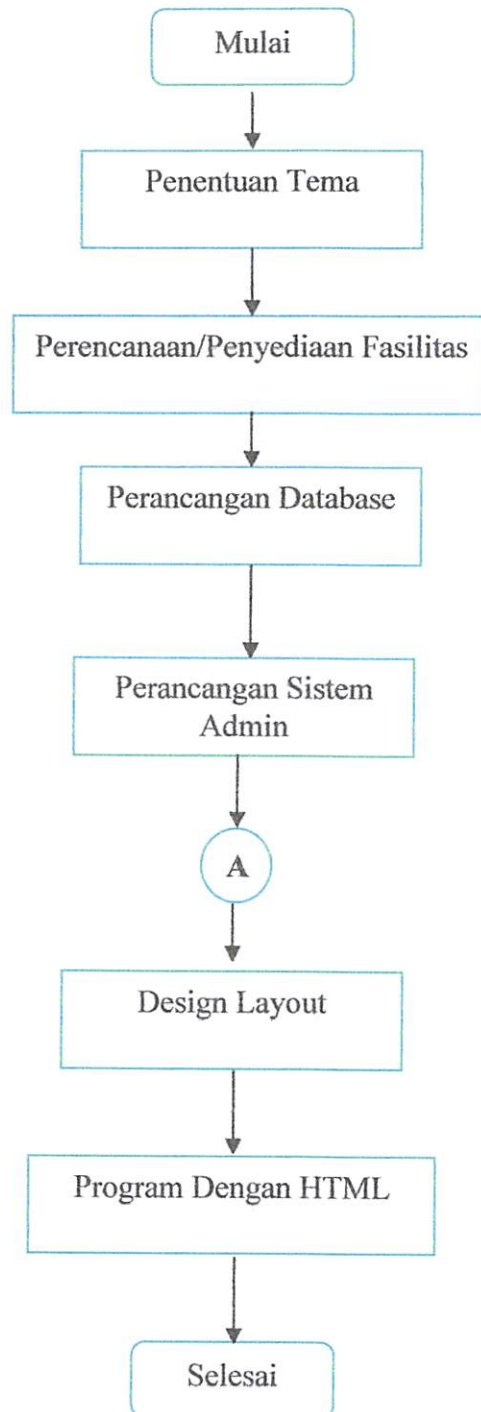 Mulai
Penentuan Tema
Perencanaan/Penyediaan Fasilitas
Perancangan Database
Perancangan Sistem
Admin
A
Design Layout
Program Dengan HTML
Selesai